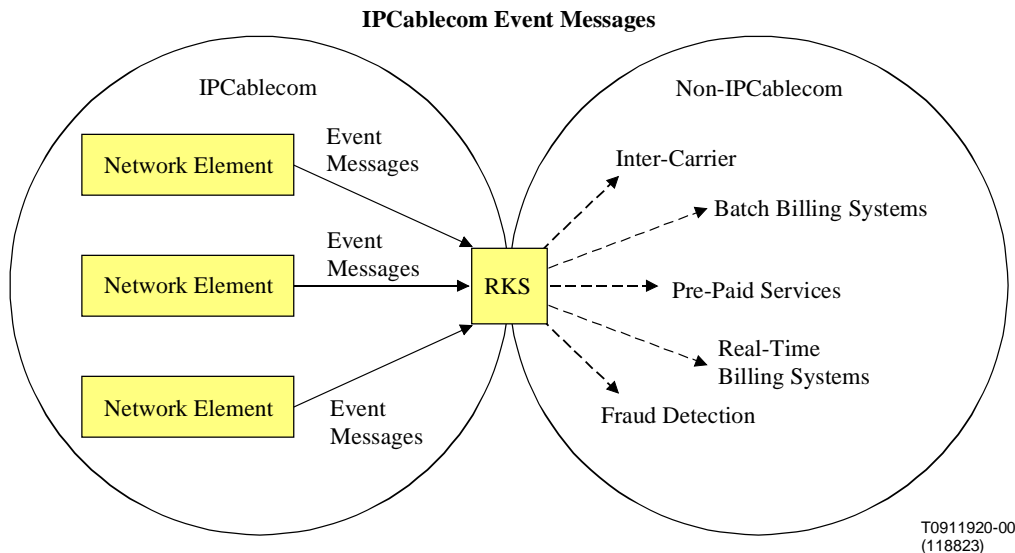 IPCablecom Event Messages
IPCablecom
Non-IPCablecom
Network Element
Event
Messages
Network Element
Event
Messages
Network Element
Event
Messages
RKS
Inter-Carrier
Batch Billing Systems
Pre-Paid Services
Real-Time
Billing Systems
Fraud Detection
T0911920-00
(118823)